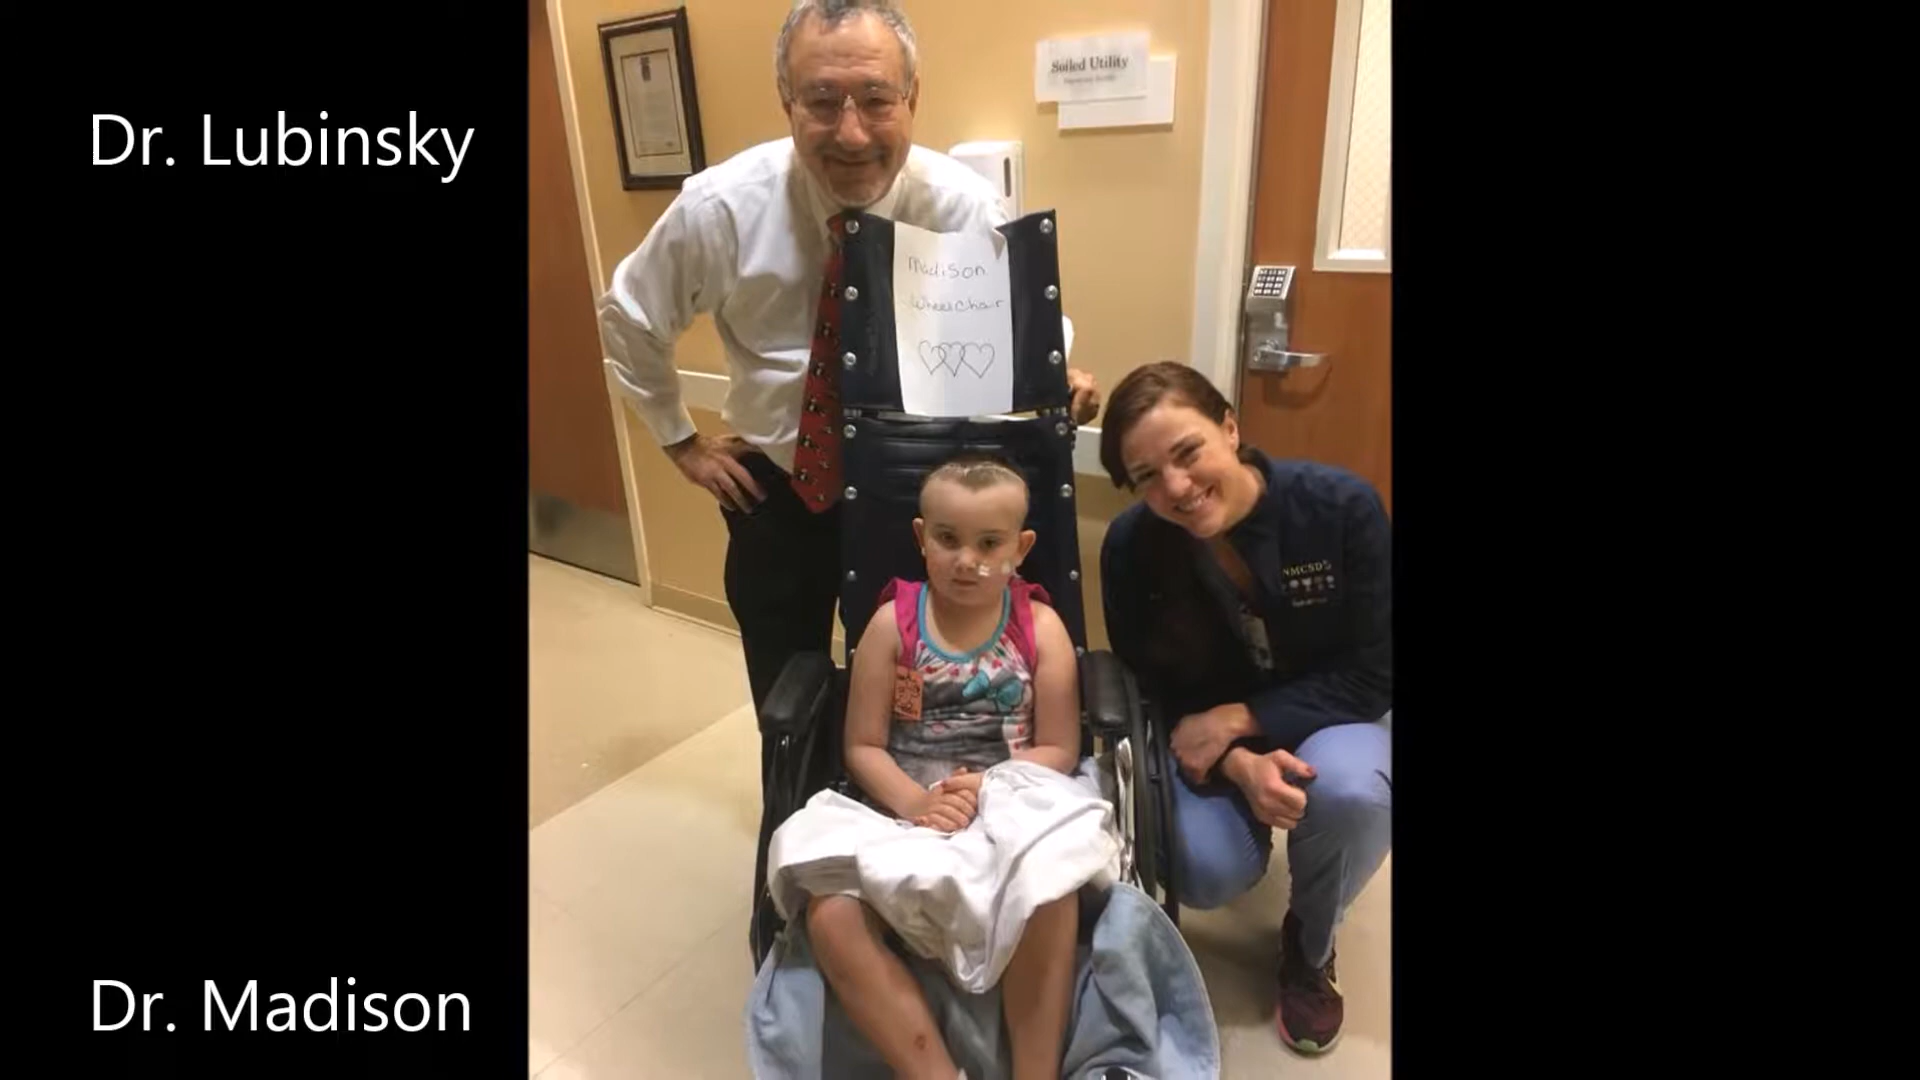 Dr. Lubinsky
Soiled Utility
Madison
Wheelchair
NMCSD
Dr. Madison